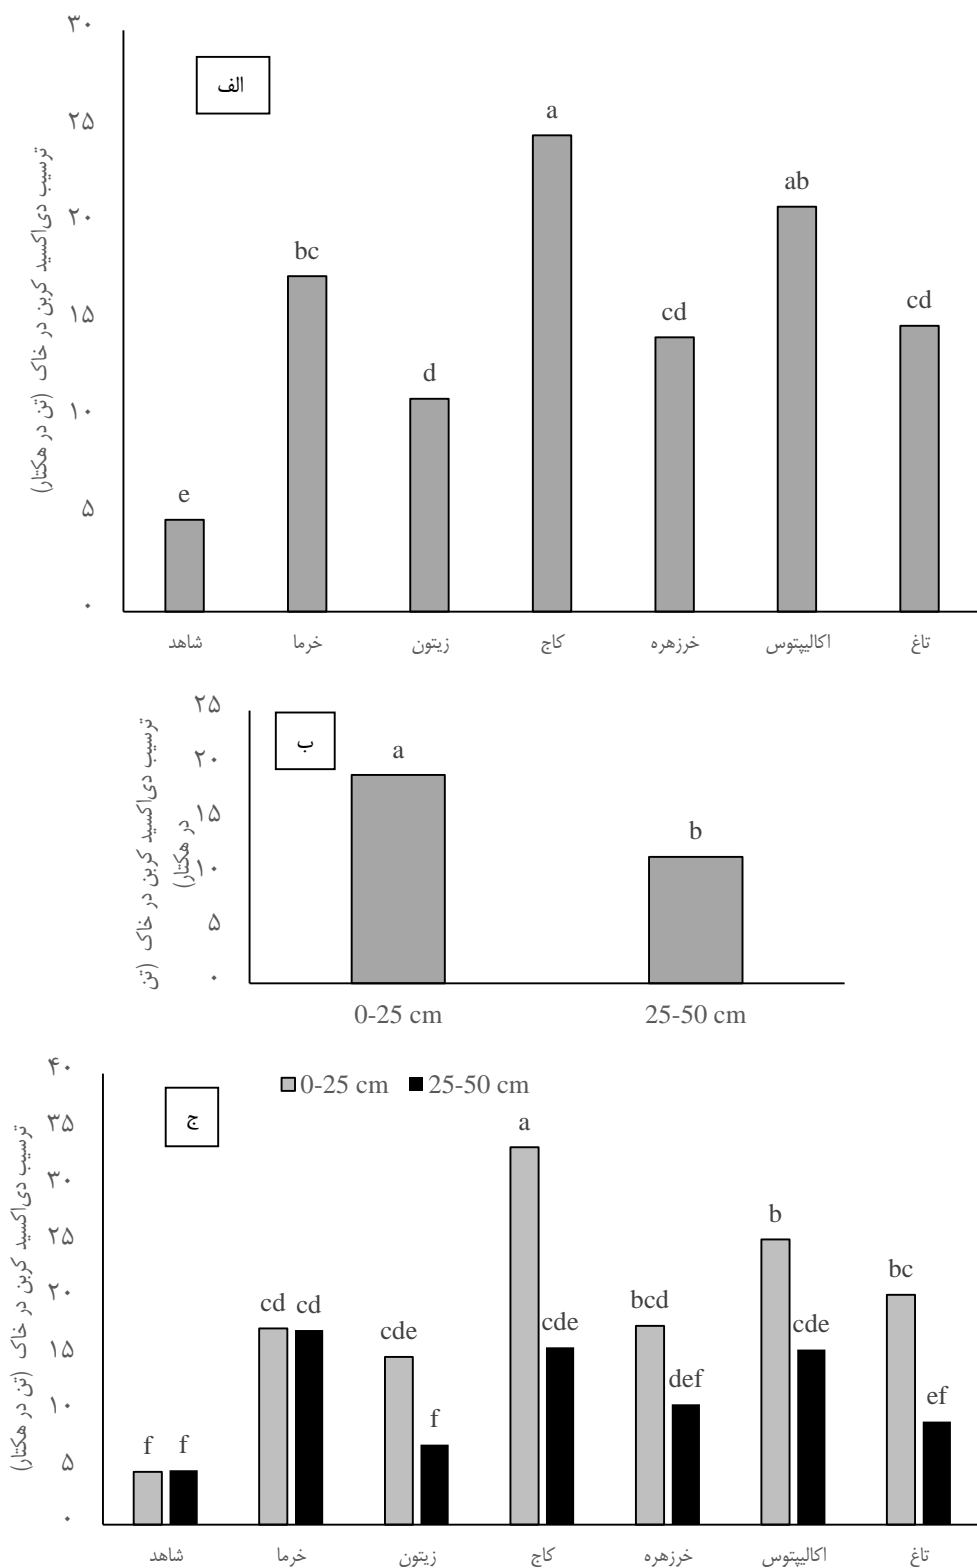 ترسیب دی‌اکسید کربن در خاک (تن در هکتار)
الف
۳۰
۲۵
۲۰
۱۵
۱۰
۵
۰
e
bc
d
a
cd
ab
cd
شاهد خرما زیتون کاج خرزهره اکالیپتوس تاغ
ترسیب دی‌اکسید کربن در خاک (تن
در هکتار)
ب
۲۵
۲۰
۱۵
۱۰
۵
۰
a
b
0-25 cm 25-50 cm
ترسیب دی‌اکسید کربن در خاک (تن در هکتار)
ج
0-25 cm 25-50 cm
۴۰
۳۵
۳۰
۲۵
۲۰
۱۵
۱۰
۵
۰
f f
cd cd
cde f
a cde
bcd def
b cde
bc ef
شاهد خرما زیتون کاج خرزهره اکالیپتوس تاغ